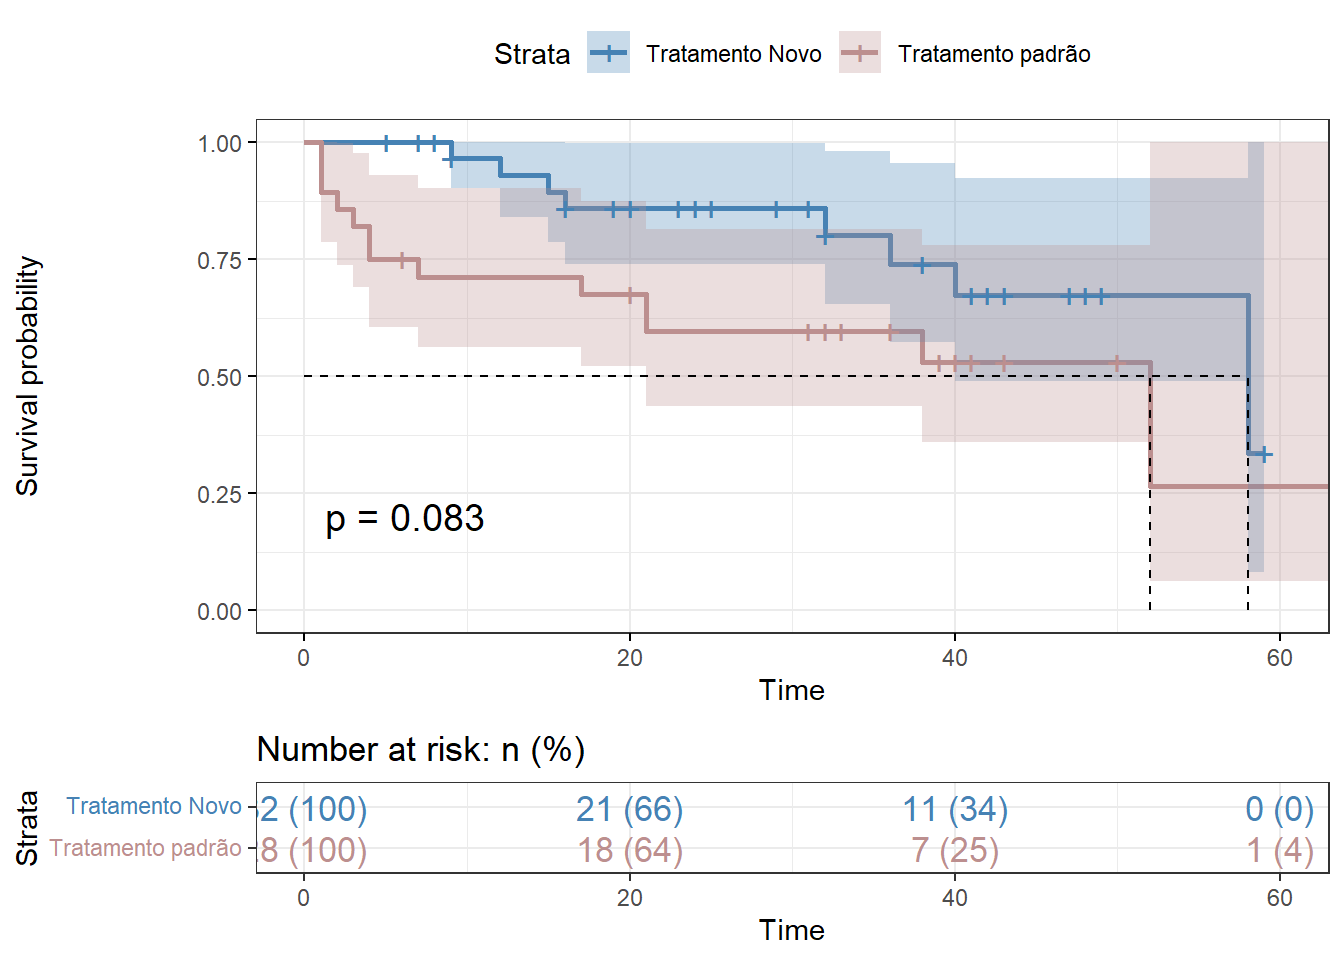 Strata Tratamento Novo Tratamento padrão
Survival probability
1.00
0.75
0.50
0.25
0.00
p = 0.083
0 20 40 60
Time
Number at risk: n (%)
Strata
Tratamento Novo 2 (100) 21 (66) 11 (34) 0 (0)
Tratamento padrão 8 (100) 18 (64) 7 (25) 1 (4)
0 20 40 60
Time